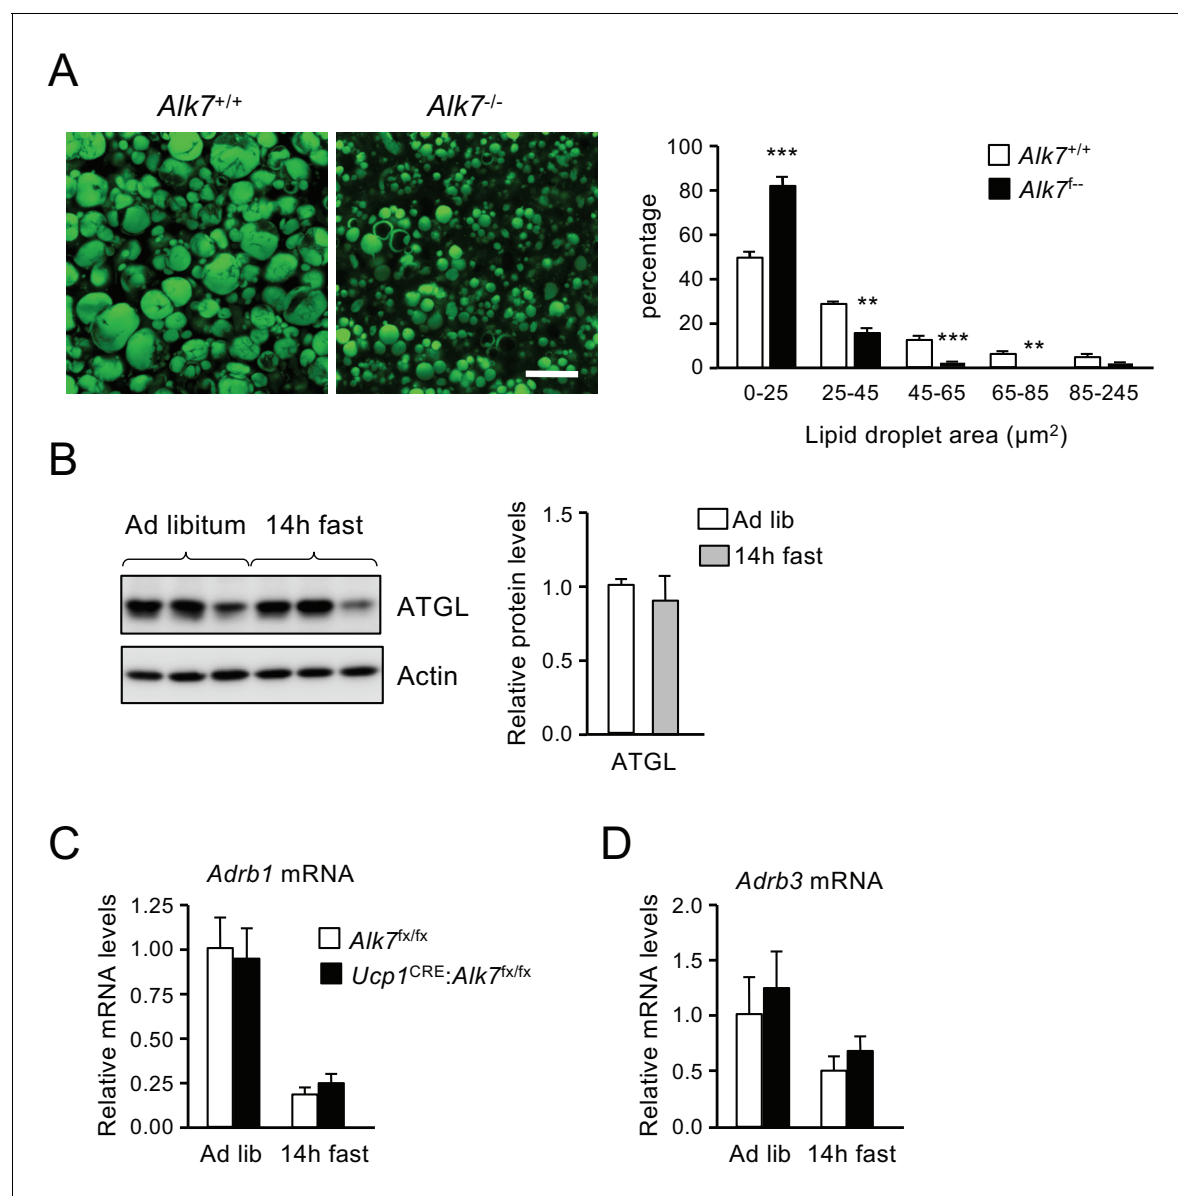 A
Alk7+/+
Alk7-/-
percentage
100
80
60
40
20
0
***
**
***
**
Alk7+/+
Alk7f--
0-25
25-45
45-65
65-85
85-245
Lipid droplet area (µm2)
B
Ad libitum
14h fast
ATGL
Actin
Relative protein levels
1.5
1.0
0.5
0.0
ATGL
Ad lib
14h fast
C
Adrb1 mRNA
Relative mRNA levels
1.25
1.00
0.75
0.50
0.25
0.00
Alk7fx/fx
Ucp1CRE:Alk7fx/fx
Ad lib
14h fast
D
Adrb3 mRNA
Relative mRNA levels
2.0
1.5
1.0
0.5
0.0
Ad lib
14h fast